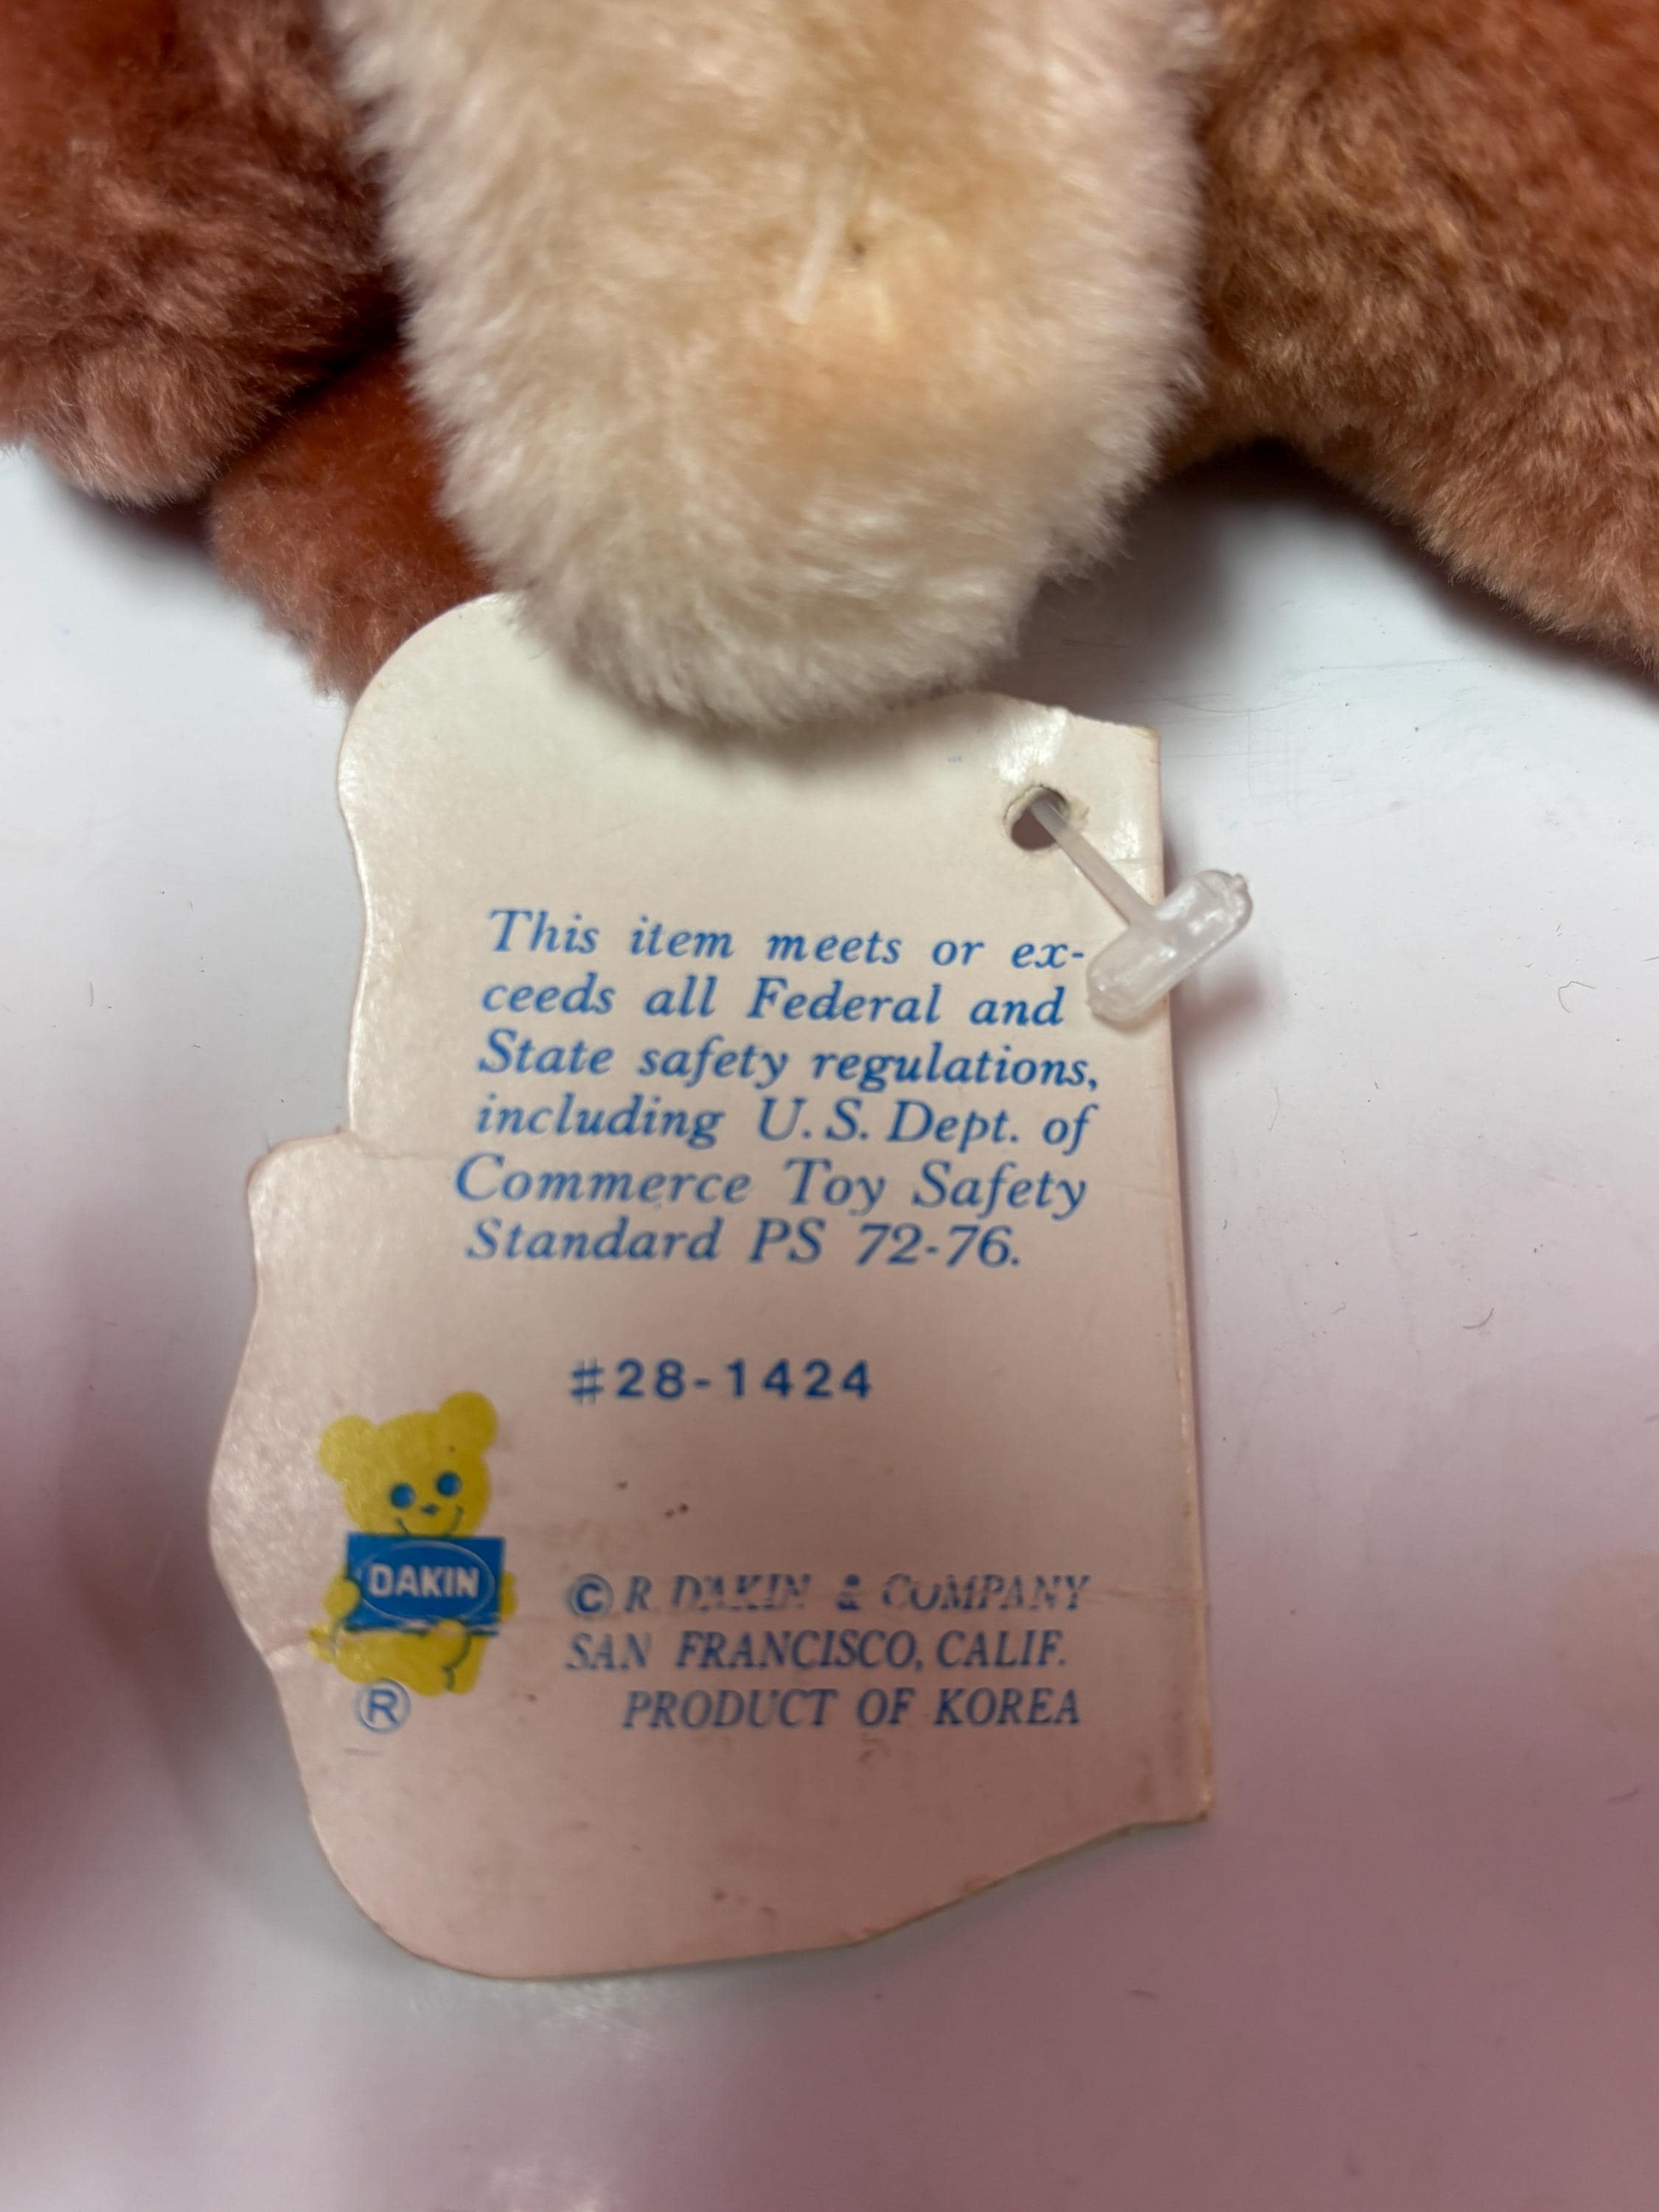 This item meets or ex-
ceeds all Federal and
State safety regulations,
including U.S. Dept. of
Commerce Toy Safety
Standard PS 72-76.
#28-1424
DAKIN
®
© R. DAKIN & COMPANY
SAN FRANCISCO, CALIF.
PRODUCT OF KOREA